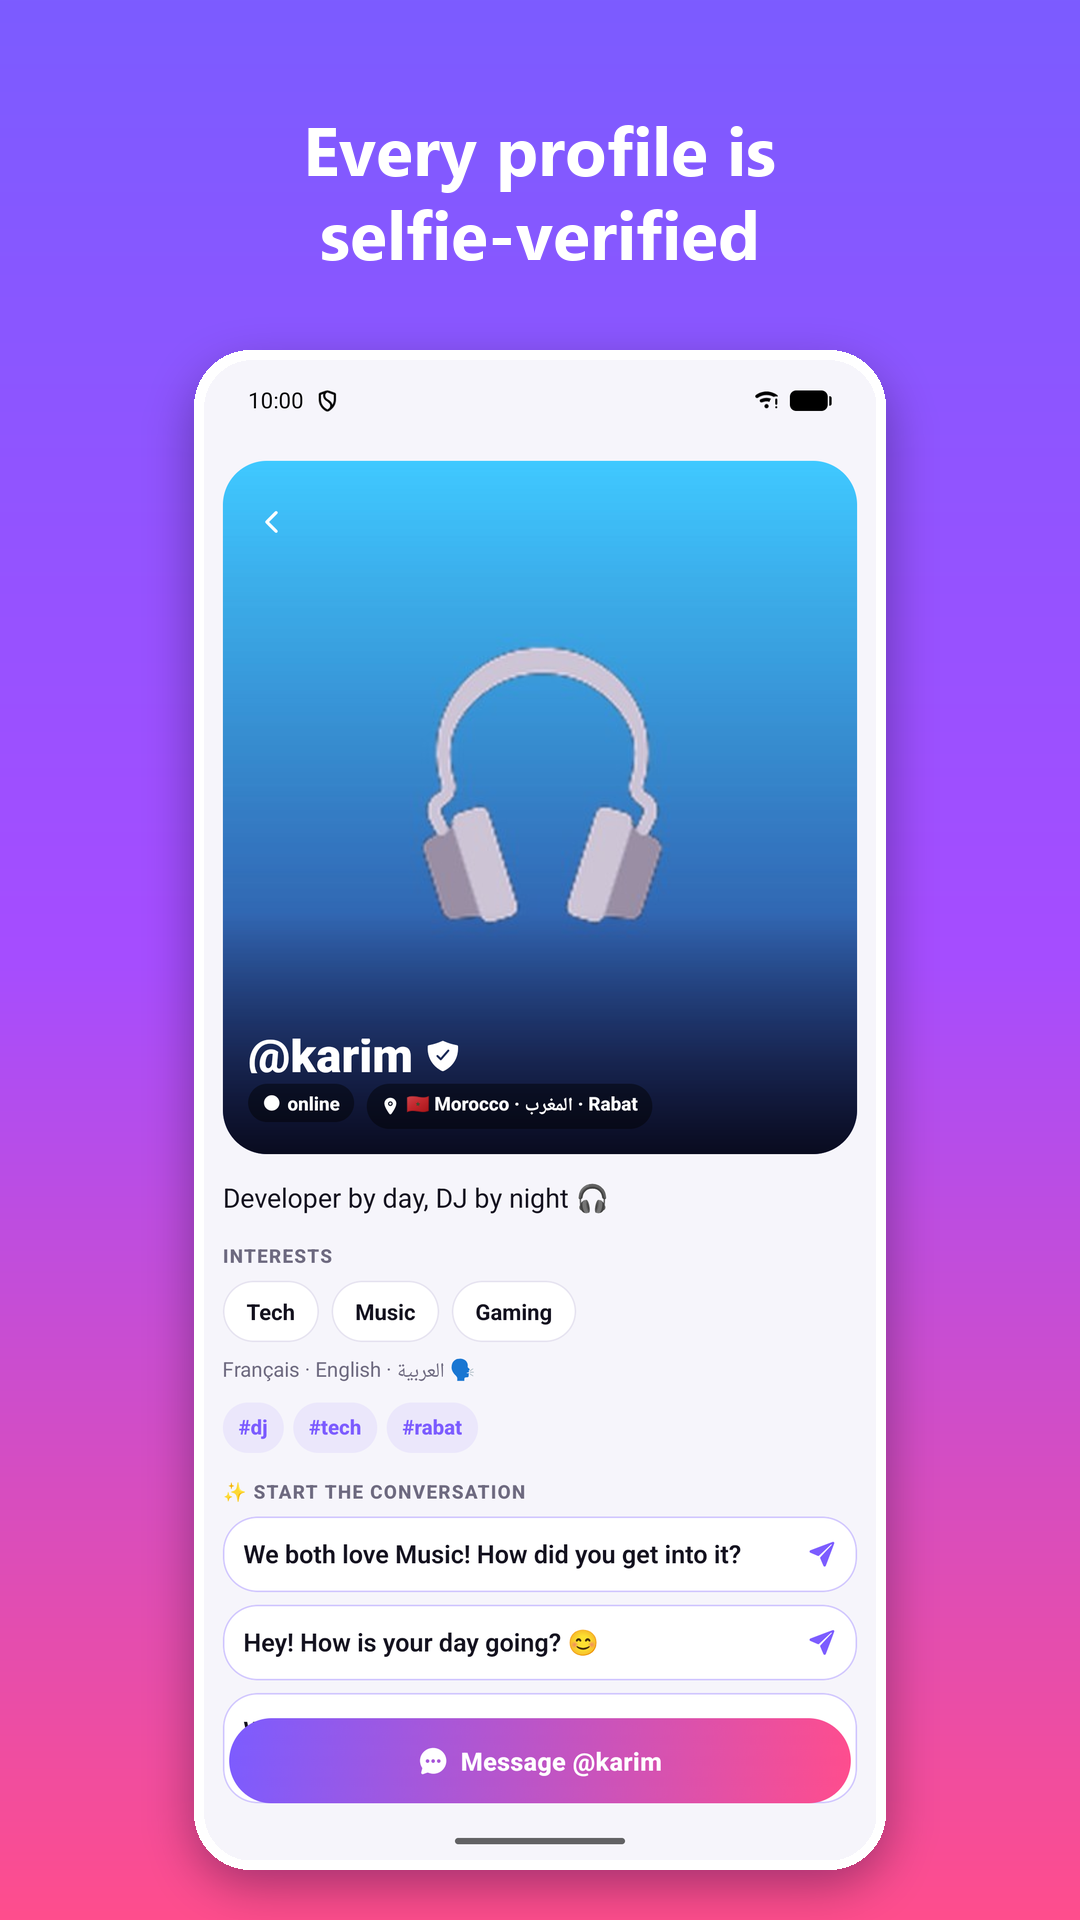 Every profile is
selfie-verified
10:00
@karim
online
🇲🇦 Morocco · المغرب · Rabat
Developer by day, DJ by night 🎧
INTERESTS
Tech
Music
Gaming
Français · English · العربية 🗣️
#dj
#tech
#rabat
✨ START THE CONVERSATION
We both love Music! How did you get into it?
Hey! How is your day going? 😊
Message @karim